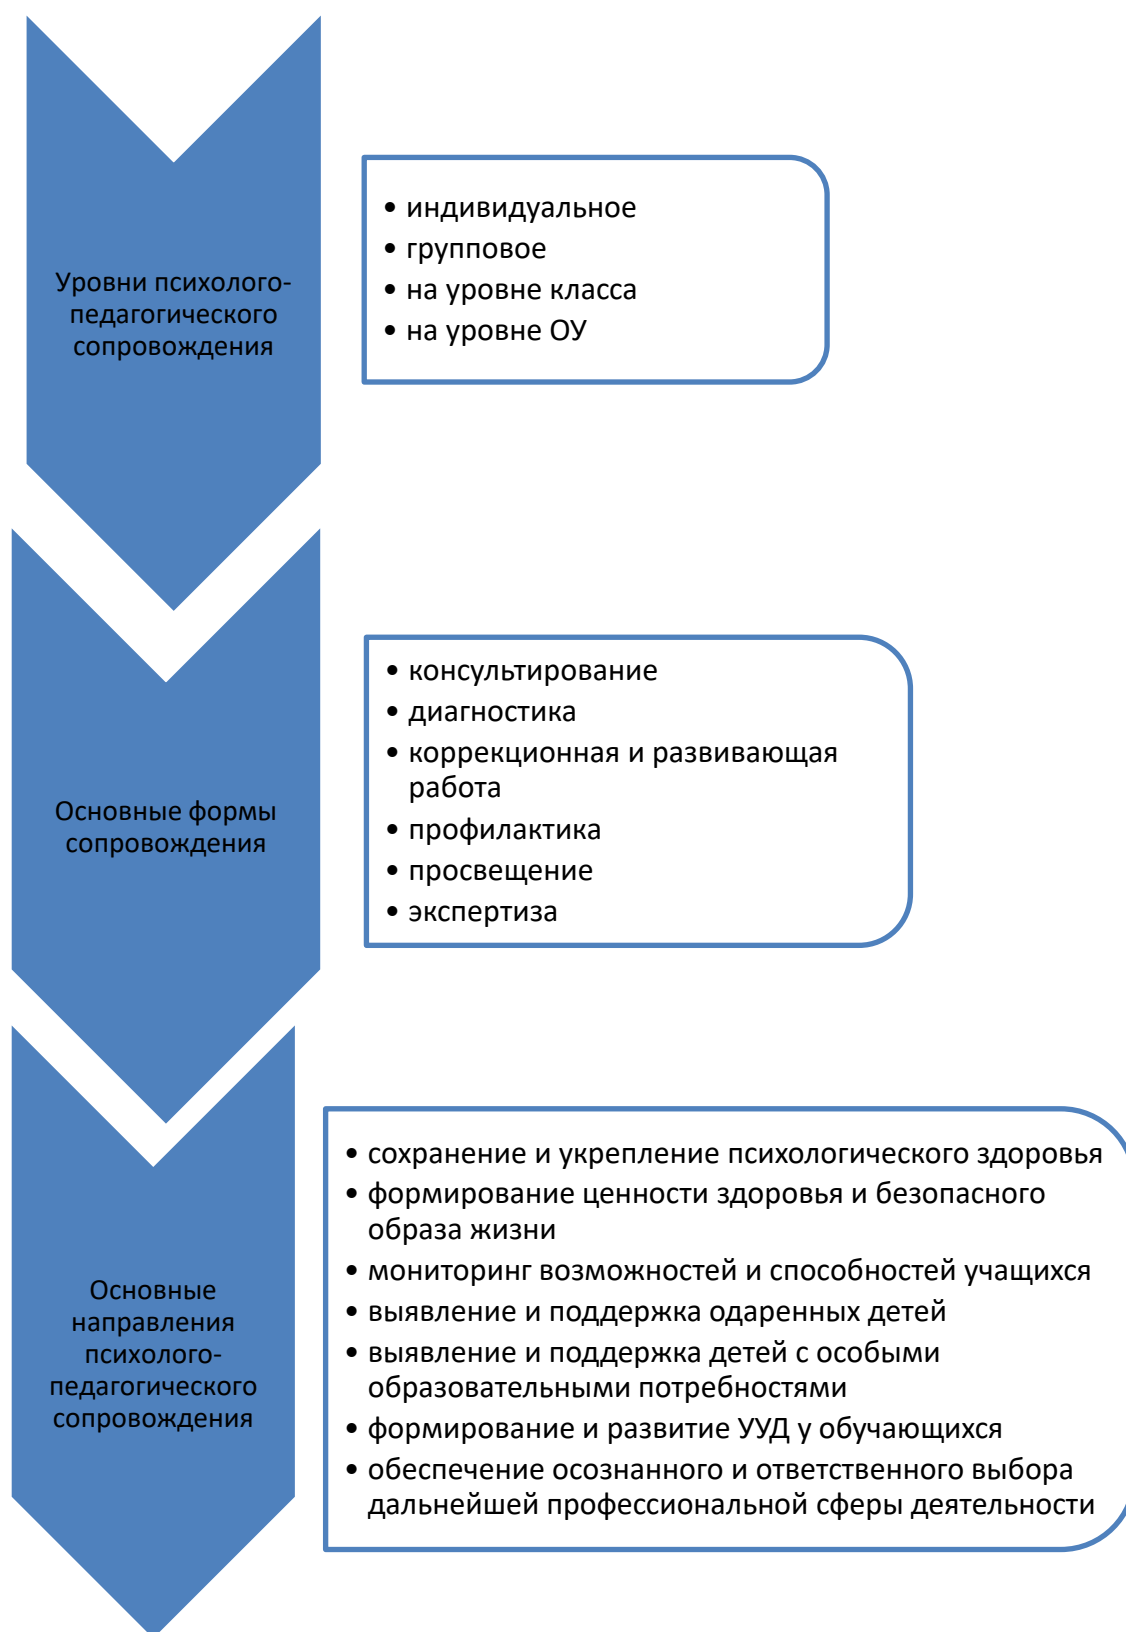 Уровни психолого-
педагогического
сопровождения
• индивидуальное
• групповое
• на уровне класса
• на уровне ОУ
Основные формы
сопровождения
• консультирование
• диагностика
• коррекционная и развивающая
работа
• профилактика
• просвещение
• экспертиза
Основные
направления
психолого-
педагогического
сопровождения
• сохранение и укрепление психологического здоровья
• формирование ценности здоровья и безопасного
образа жизни
• мониторинг возможностей и способностей учащихся
• выявление и поддержка одаренных детей
• выявление и поддержка детей с особыми
образовательными потребностями
• формирование и развитие УУД у обучающихся
• обеспечение осознанного и ответственного выбора
дальнейшей профессиональной сферы деятельности